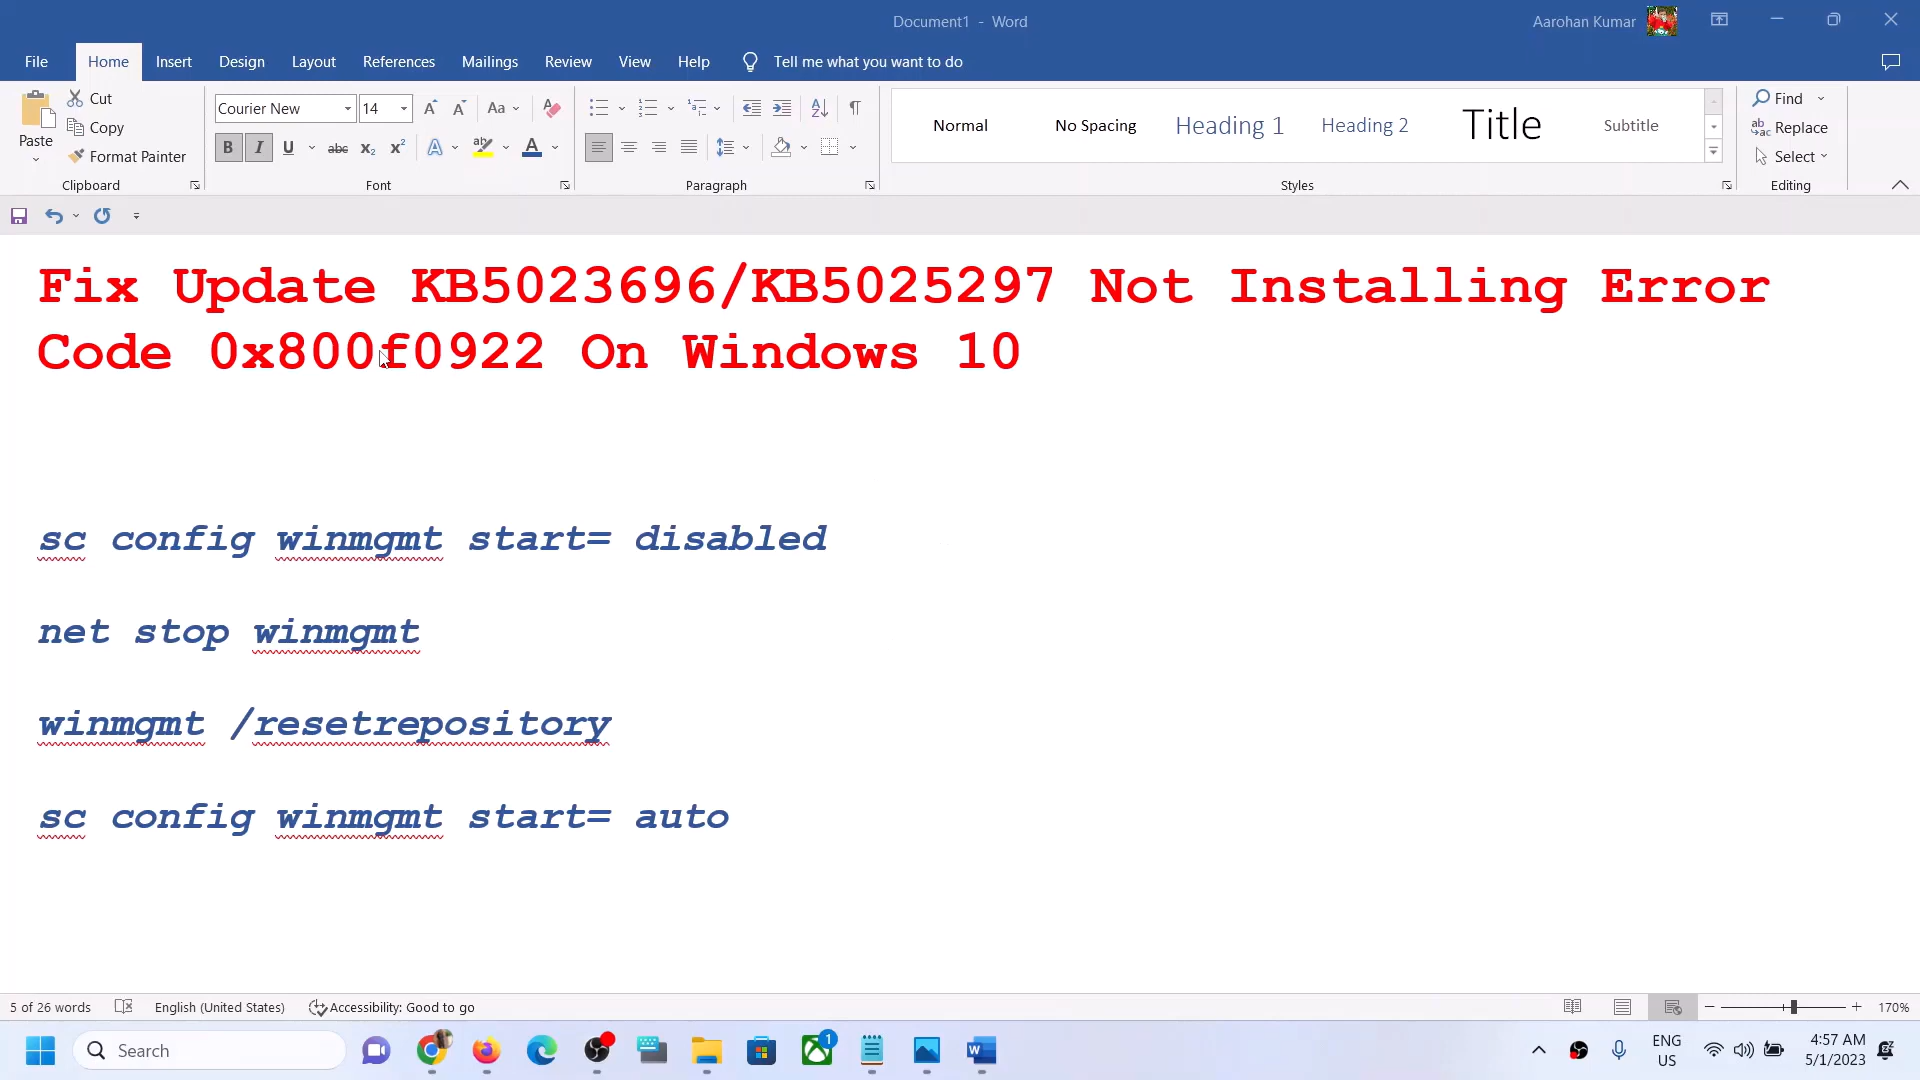 Document1 - Word
Aarohan Kumar
File Home Insert Design Layout References Mailings Review View Help Tell me what you want to do
Paste
Cut
Copy
Format Painter
Clipboard
Courier New 14
Font
Paragraph
Normal No Spacing Heading 1 Heading 2 Title Subtitle
Styles
Find
Replace
Select
Editing
Fix Update KB5023696/KB5025297 Not Installing Error
Code 0x800f0922 On Windows 10
sc config winmgmt start= disabled
net stop winmgmt
winmgmt /resetrepository
sc config winmgmt start= auto
5 of 26 words English (United States) Accessibility: Good to go 170%
Search
1
ENG
US
4:57 AM
5/1/2023